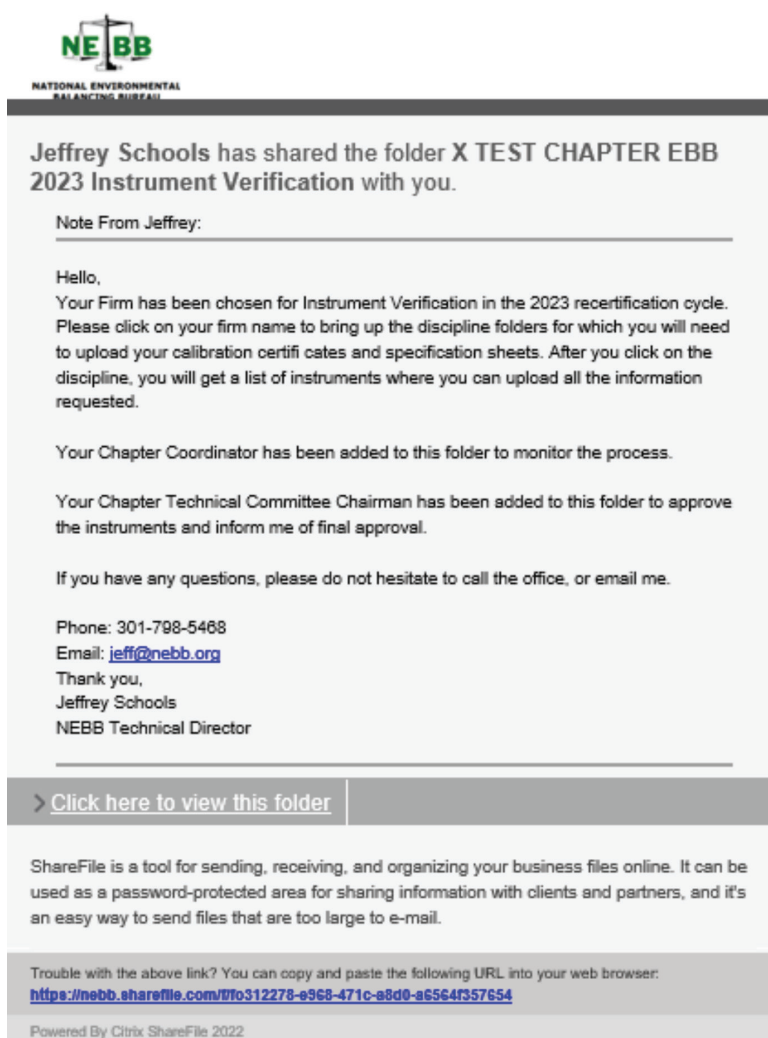 NEBB
NATIONAL ENVIRONMENTAL
BALANCING BUREAU
Jeffrey Schools has shared the folder X TEST CHAPTER EBB
2023 Instrument Verification with you.
Note From Jeffrey:
Hello,
Your Firm has been chosen for Instrument Verification in the 2023 recertification cycle.
Please click on your firm name to bring up the discipline folders for which you will need
to upload your calibration certifi cates and specification sheets. After you click on the
discipline, you will get a list of instruments where you can upload all the information
requested.
Your Chapter Coordinator has been added to this folder to monitor the process.
Your Chapter Technical Committee Chairman has been added to this folder to approve
the instruments and inform me of final approval.
If you have any questions, please do not hesitate to call the office, or email me.
Phone: 301-798-5468
Email: jeff@nebb.org
Thank you,
Jeffrey Schools
NEBB Technical Director
> Click here to view this folder
ShareFile is a tool for sending, receiving, and organizing your business files online. It can be
used as a password-protected area for sharing information with clients and partners, and it's
an easy way to send files that are too large to e-mail.
Trouble with the above link? You can copy and paste the following URL into your web browser:
https://nebb.sharefile.com/f/fo312278-e968-471c-a8d0-a6564f357654
Powered By Citrix ShareFile 2022